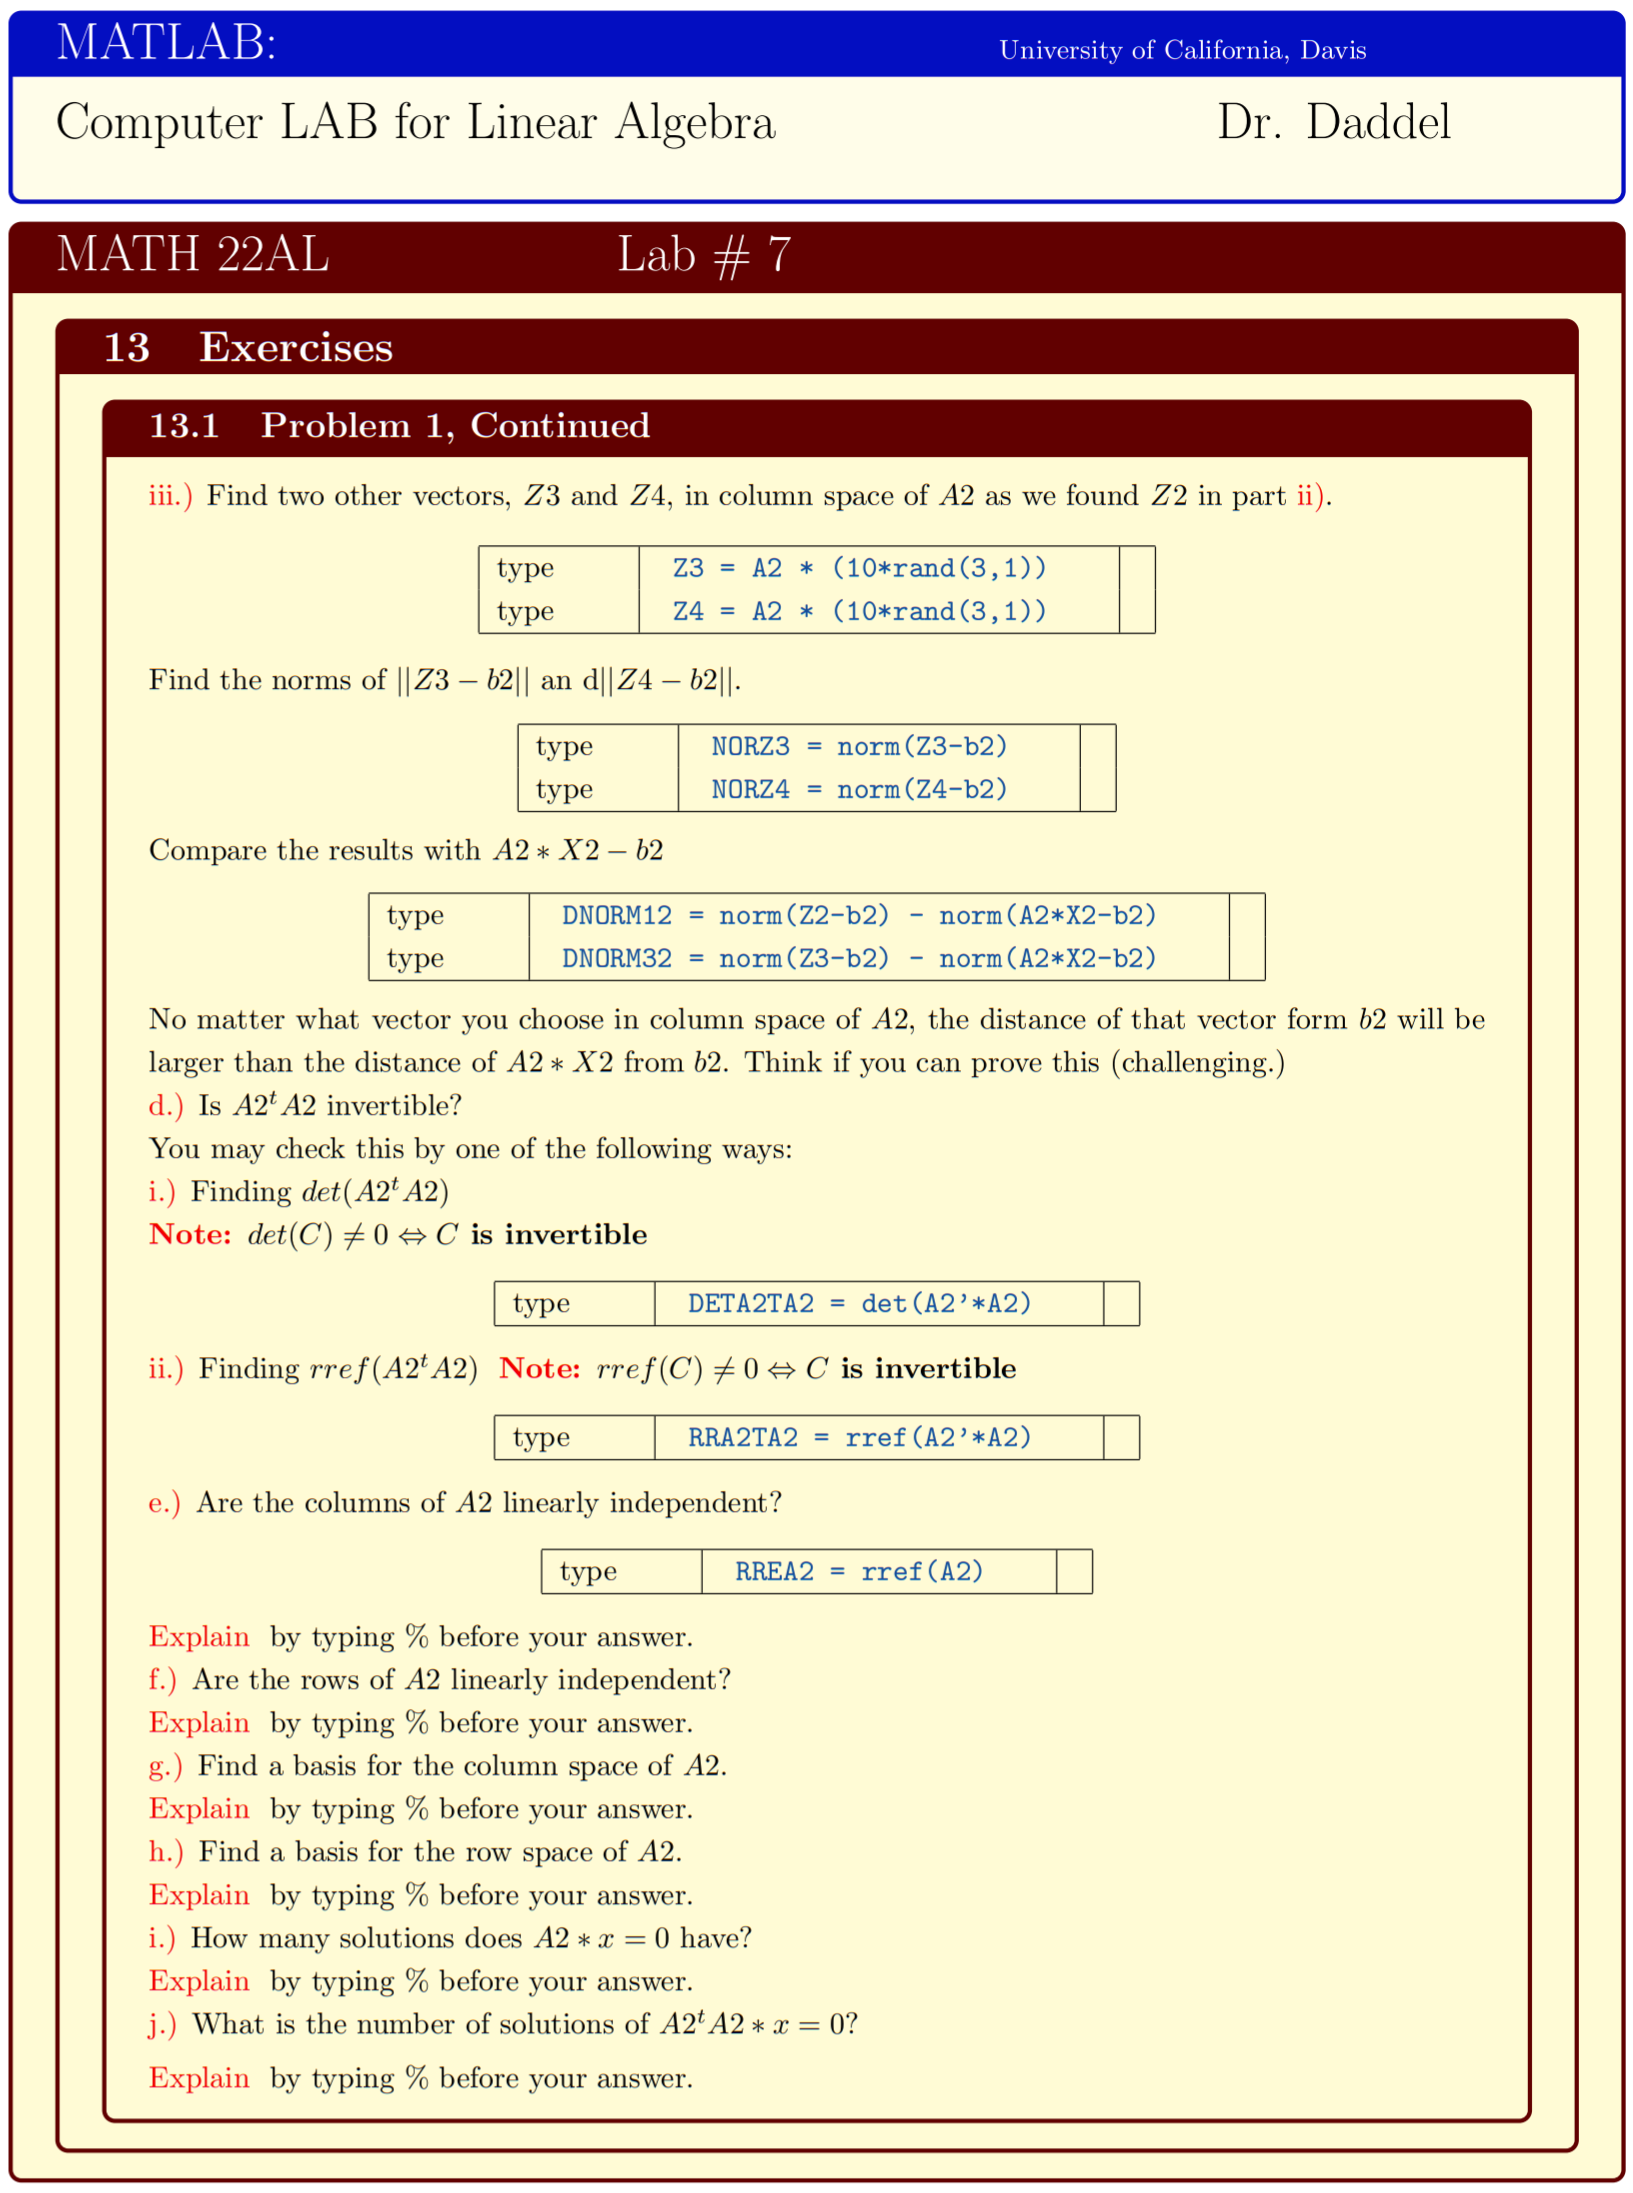 MATLAB: University of California, Davis
Computer LAB for Linear Algebra Dr. Daddel
MATH 22AL Lab # 7
13 Exercises
13.1 Problem 1, Continued
iii.) Find two other vectors, Z3 and Z4, in column space of A2 as we found Z2 in part ii).
type Z3 = A2 * (10*rand(3,1))
type Z4 = A2 * (10*rand(3,1))
Find the norms of ||Z3 − b2|| an d||Z4 − b2||.
type NORZ3 = norm(Z3-b2)
type NORZ4 = norm(Z4-b2)
Compare the results with A2 ∗ X2 − b2
type DNORM12 = norm(Z2-b2) - norm(A2*X2-b2)
type DNORM32 = norm(Z3-b2) - norm(A2*X2-b2)
No matter what vector you choose in column space of A2, the distance of that vector form b2 will be
larger than the distance of A2 ∗ X2 from b2. Think if you can prove this (challenging.)
d.) Is A2ᵗA2 invertible?
You may check this by one of the following ways:
i.) Finding det(A2ᵗA2)
Note: det(C) ≠ 0 ⇔ C is invertible
type DETA2TA2 = det(A2’*A2)
ii.) Finding rref(A2ᵗA2) Note: rref(C) ≠ 0 ⇔ C is invertible
type RRA2TA2 = rref(A2’*A2)
e.) Are the columns of A2 linearly independent?
type RREA2 = rref(A2)
Explain by typing % before your answer.
f.) Are the rows of A2 linearly independent?
Explain by typing % before your answer.
g.) Find a basis for the column space of A2.
Explain by typing % before your answer.
h.) Find a basis for the row space of A2.
Explain by typing % before your answer.
i.) How many solutions does A2 ∗ x = 0 have?
Explain by typing % before your answer.
j.) What is the number of solutions of A2ᵗA2 ∗ x = 0?
Explain by typing % before your answer.